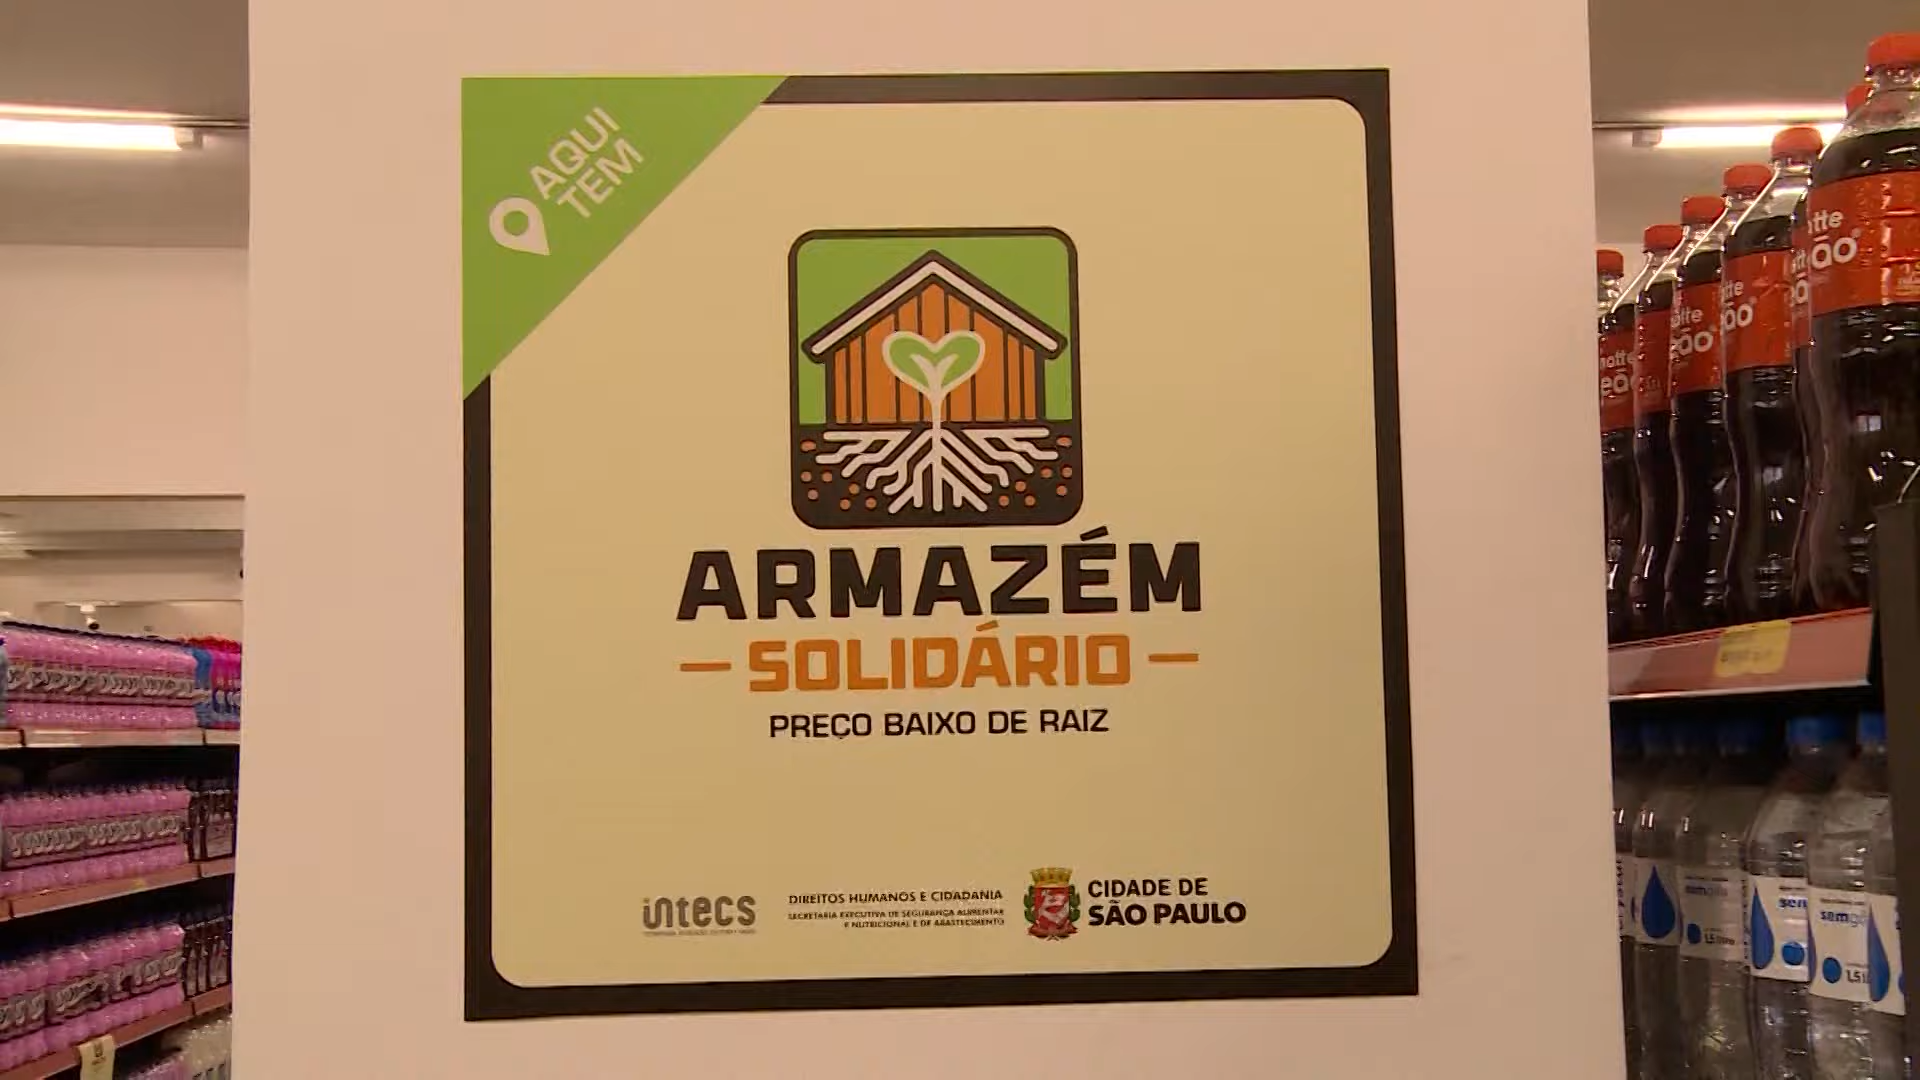 AQUI
TEM
ARMAZÉM
SOLIDÁRIO
PREÇO BAIXO DE RAIZ
intecs
DIREITOS HUMANOS E CIDADANIA
SECRETARIA EXECUTIVA DE SEGURANÇA ALIMENTAR
E NUTRICIONAL E DE ABASTECIMENTO
CIDADE DE
SÃO PAULO